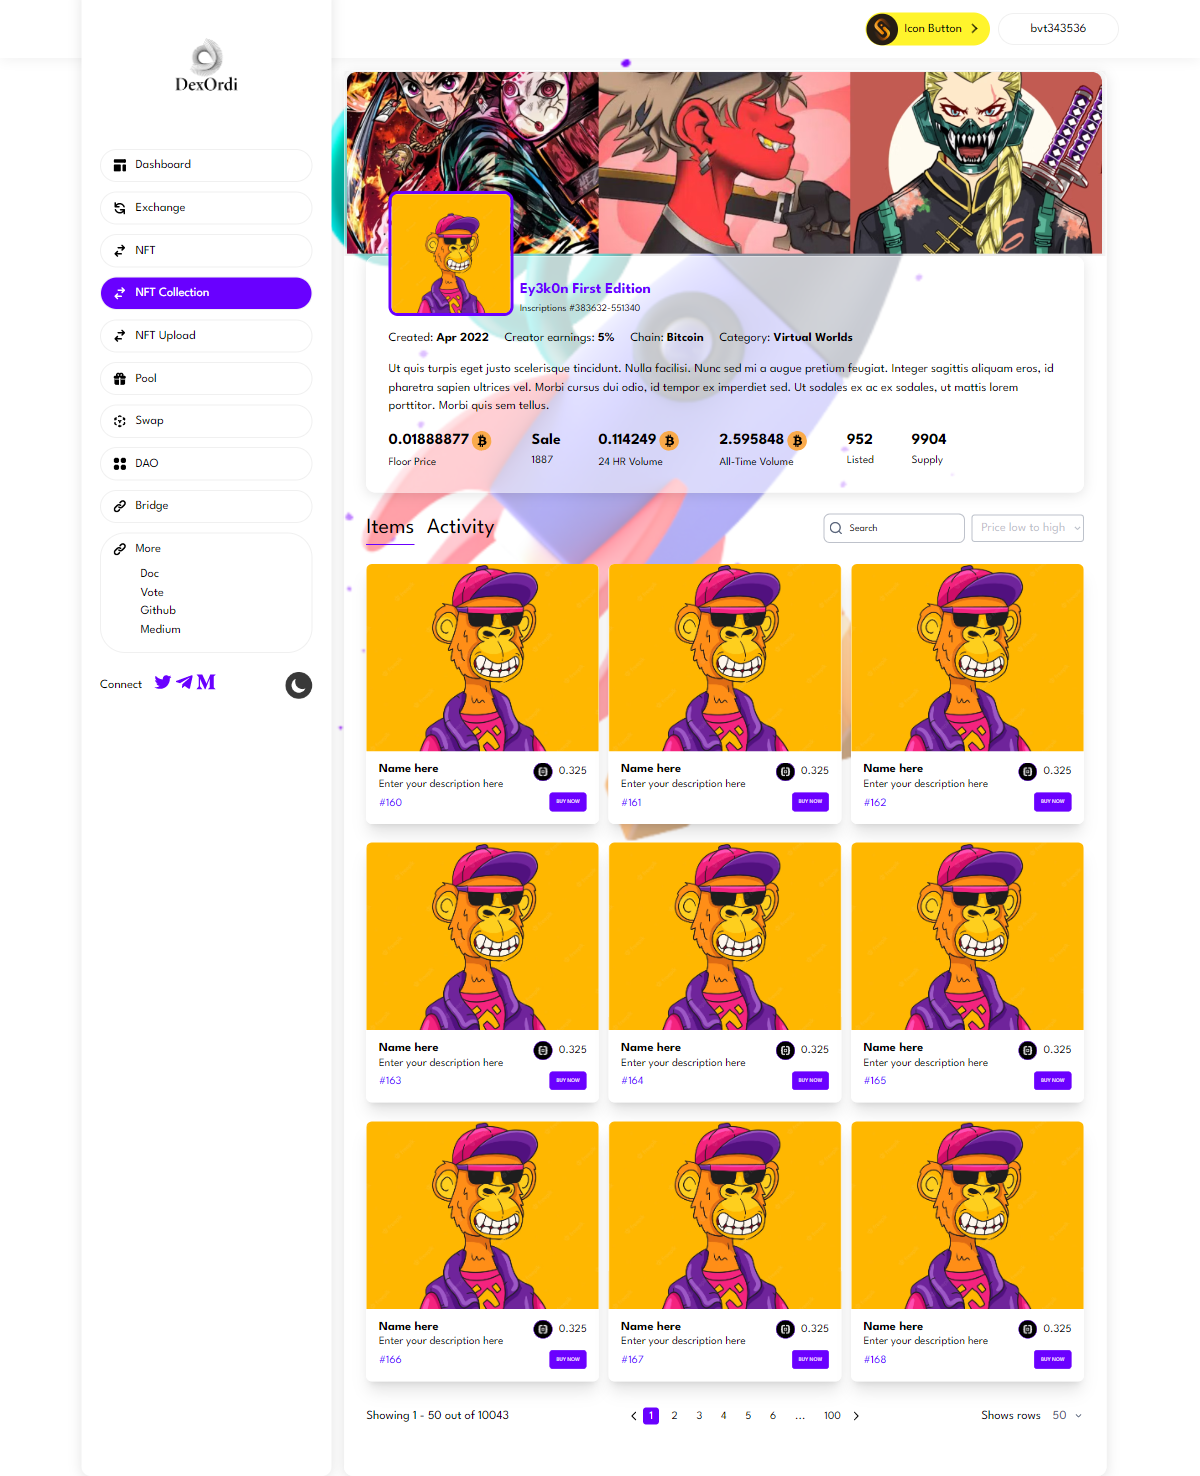 Icon Button
bvt343536
DexOrdi
Dashboard
Exchange
NFT
NFT Collection
NFT Upload
Pool
Swap
DAO
Bridge
More
Doc
Vote
Github
Medium
Connect
Ey3k0n First Edition
Inscriptions #383632-551340
Created: Apr 2022 Creator earnings: 5% Chain: Bitcoin Category: Virtual Worlds
Ut quis turpis eget justo scelerisque tincidunt. Nulla facilisi. Nunc sed mi a augue pretium feugiat. Integer sagittis aliquam eros, id
pharetra sapien ultrices vel. Morbi cursus dui odio, id tempor ex imperdiet sed. Ut sodales ex ac ex sodales, ut mattis lorem
porttitor. Morbi quis sem tellus.
0.01888877 Sale 0.114249 2.595848 952 9904
Floor Price 1887 24 HR Volume All-Time Volume Listed Supply
Items Activity
Search
Price low to high
Name here 0.325
Enter your description here
#160 BUY NOW
Name here 0.325
Enter your description here
#161 BUY NOW
Name here 0.325
Enter your description here
#162 BUY NOW
Name here 0.325
Enter your description here
#163 BUY NOW
Name here 0.325
Enter your description here
#164 BUY NOW
Name here 0.325
Enter your description here
#165 BUY NOW
Name here 0.325
Enter your description here
#166 BUY NOW
Name here 0.325
Enter your description here
#167 BUY NOW
Name here 0.325
Enter your description here
#168 BUY NOW
Showing 1 - 50 out of 10043
1 2 3 4 5 6 ... 100
Shows rows 50